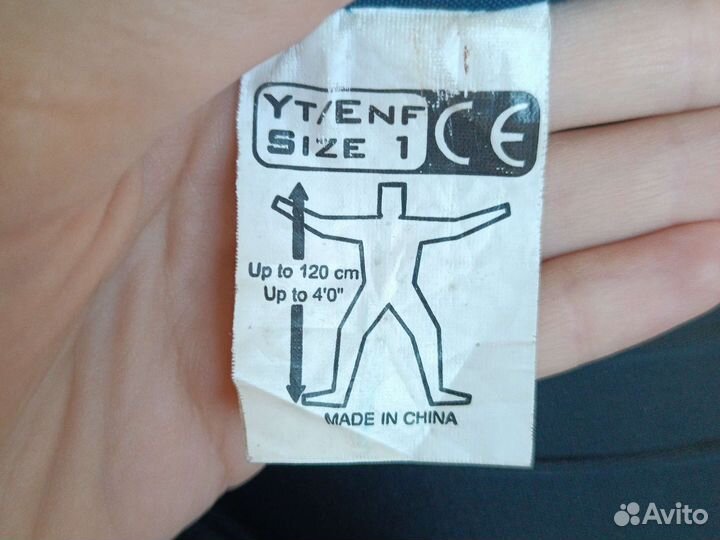 YT/ENF
SIZE 1
CE
Up to 120 cm
Up to 4'0"
MADE IN CHINA
Avito